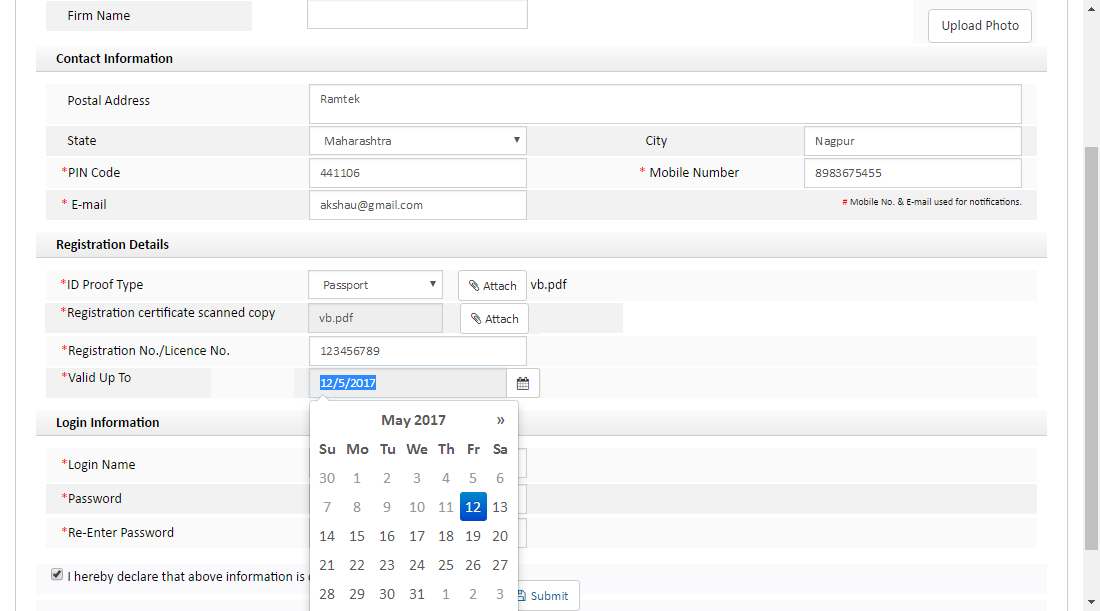 Firm Name
Upload Photo
Contact Information
Postal Address Ramtek
State Maharashtra City Nagpur
*PIN Code 441106 * Mobile Number 8983675455
* E-mail akshau@gmail.com # Mobile No. & E-mail used for notifications.
Registration Details
*ID Proof Type Passport Attach vb.pdf
*Registration certificate scanned copy vb.pdf Attach
*Registration No./Licence No. 123456789
*Valid Up To 12/5/2017
Login Information
May 2017 »
Su Mo Tu We Th Fr Sa
30 1 2 3 4 5 6
7 8 9 10 11 12 13
14 15 16 17 18 19 20
21 22 23 24 25 26 27
28 29 30 31 1 2 3
*Login Name
*Password
*Re-Enter Password
I hereby declare that above information is
Submit